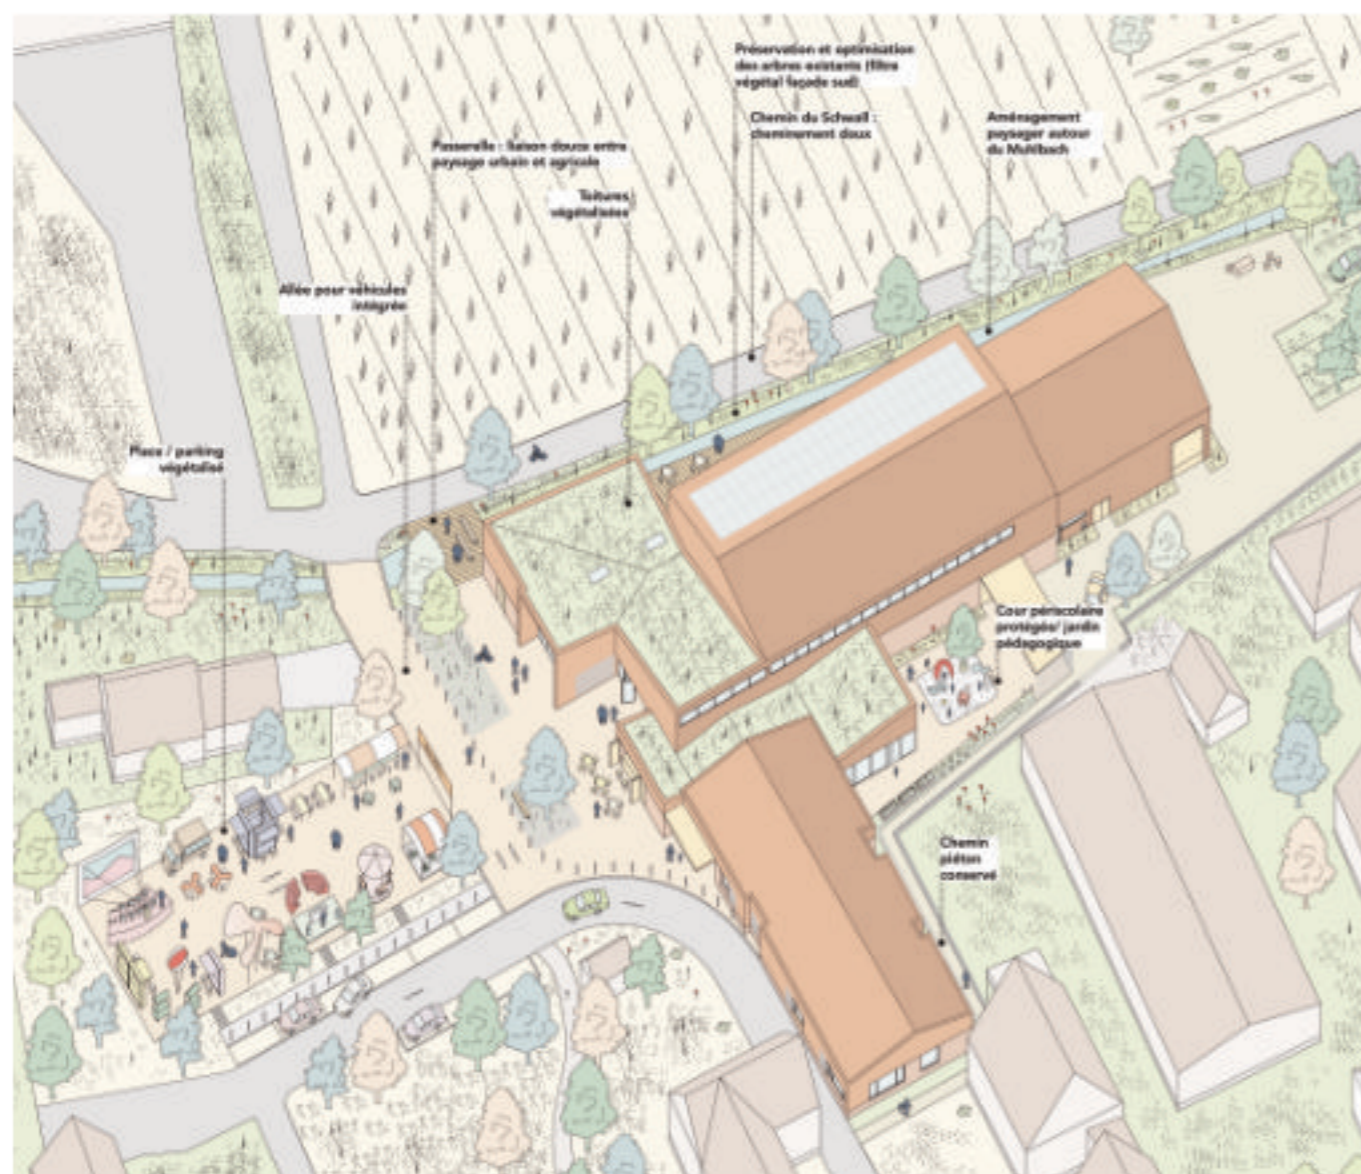 Préservation et optimisation
des arbres existants (filtre
végétal façade sud)
Chemin du Schwall :
cheminement doux
Aménagement
paysager autour
du Muhlbach
Passerelle : liaison douce entre
paysage urbain et agricole
Toitures
végétalisées
Allée pour véhicules
intégrée
Place / parking
végétalisé
Cour périscolaire
protégée/ jardin
pédagogique
Chemin
piéton
conservé